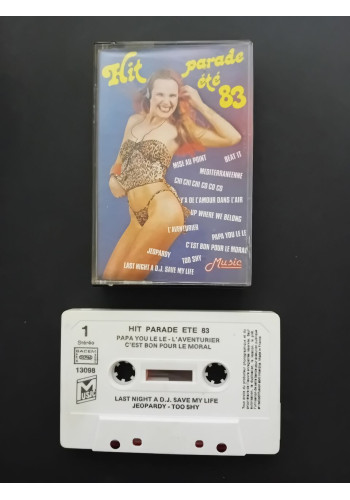 Hit parade
été 83
MISE AU POINT BEAT IT
MEDITERRANEENNE
CHI CHI CHI CO CO CO
Y'A DE L'AMOUR DANS L'AIR
UP WHERE WE BELONG
L'AVENTURIER PAPA YOU LE LE
C'EST BON POUR LE MORAL
JEOPARDY TOO SHY
LAST NIGHT A D.J. SAVE MY LIFE
Music
1 HIT PARADE ETE 83
Stéréo
PAPA YOU LE LE - L'AVENTURIER
C'EST BON POUR LE MORAL
SACEM
13098
MUSIC
LAST NIGHT A D.J. SAVE MY LIFE
JEOPARDY - TOO SHY